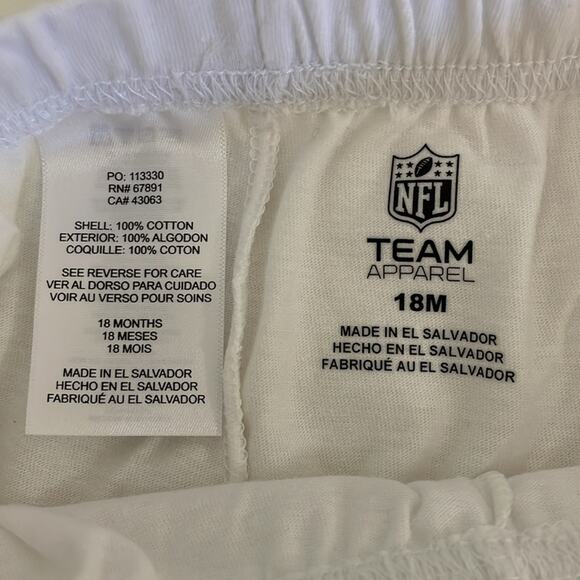 PO: 113330
RN# 67891
CA# 43063
SHELL: 100% COTTON
EXTERIOR: 100% ALGODON
COQUILLE: 100% COTON
SEE REVERSE FOR CARE
VER AL DORSO PARA CUIDADO
VOIR AU VERSO POUR SOINS
18 MONTHS
18 MESES
18 MOIS
MADE IN EL SALVADOR
HECHO EN EL SALVADOR
FABRIQUÉ AU EL SALVADOR
NFL
TEAM
APPAREL
18M
MADE IN EL SALVADOR
HECHO EN EL SALVADOR
FABRIQUÉ AU EL SALVADOR